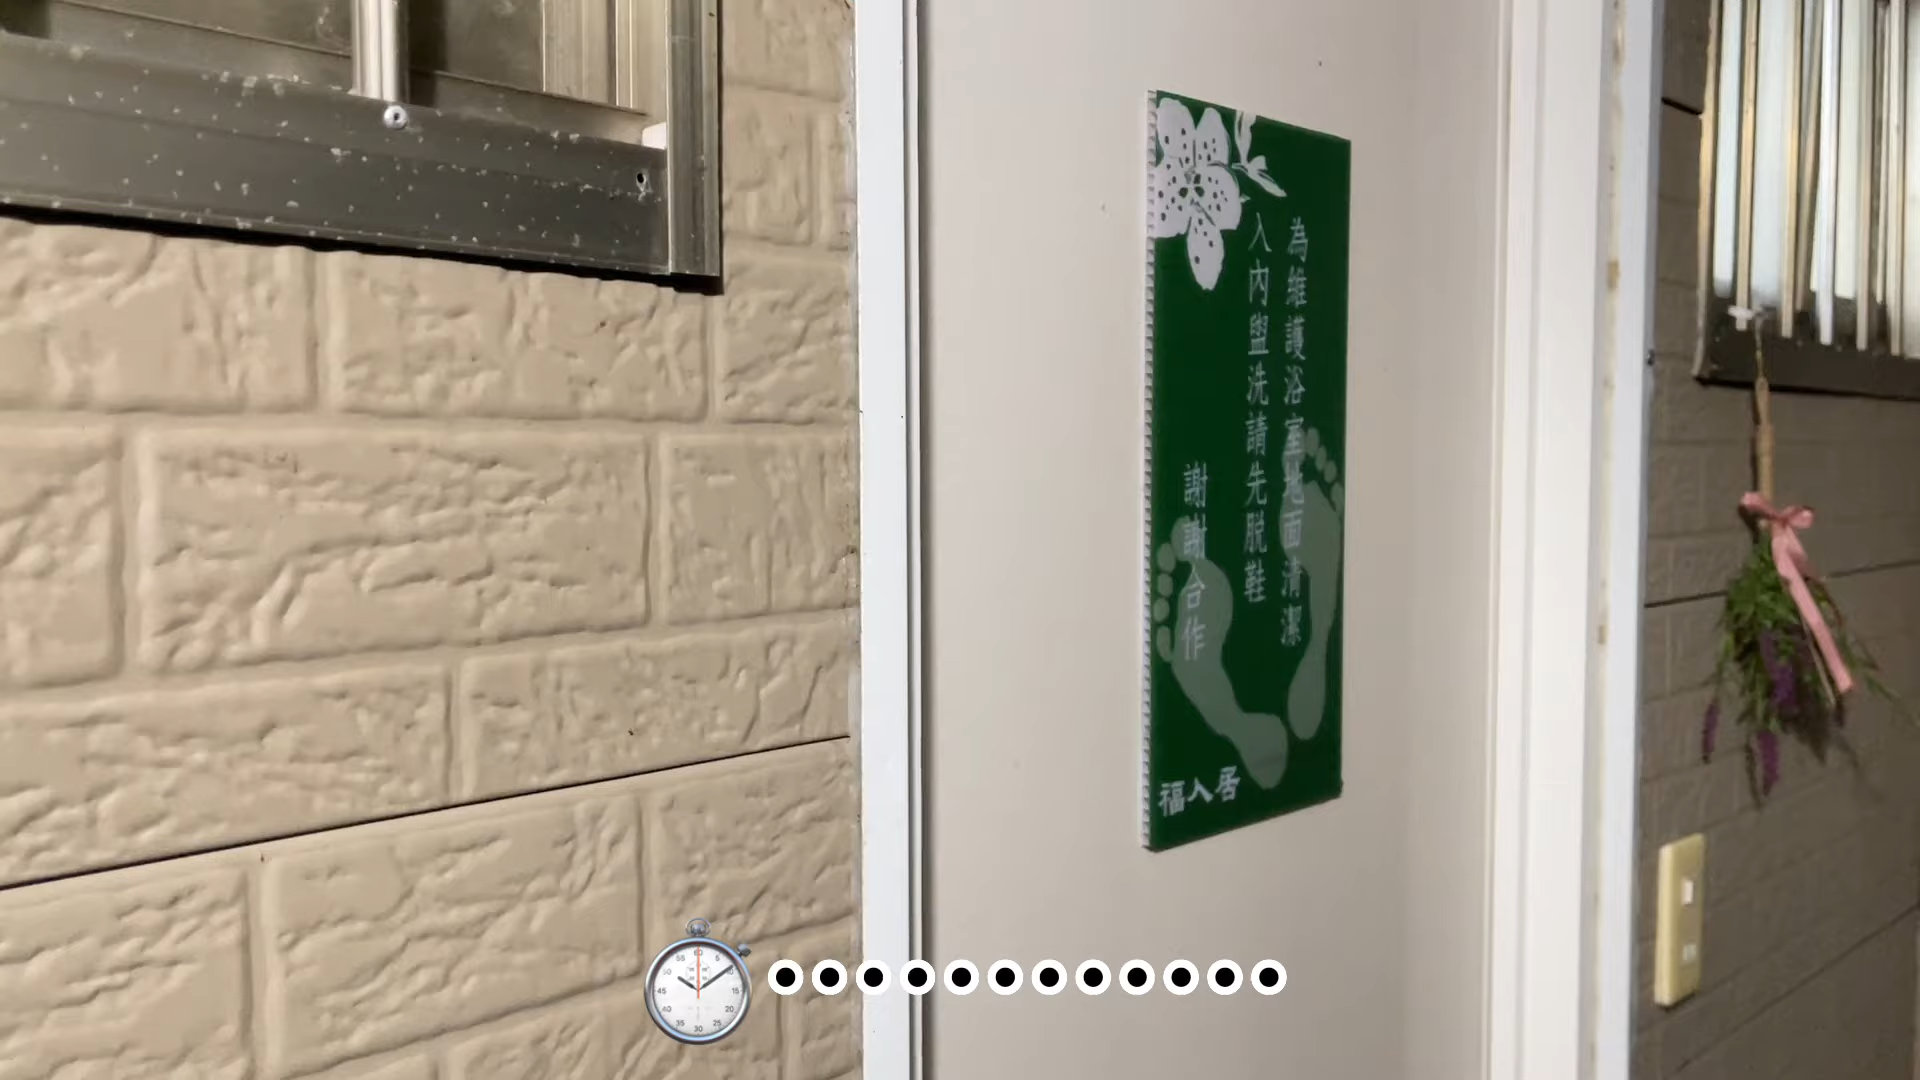 為維護浴室地面清潔
入內盥洗請先脱鞋
謝謝合作
福入居